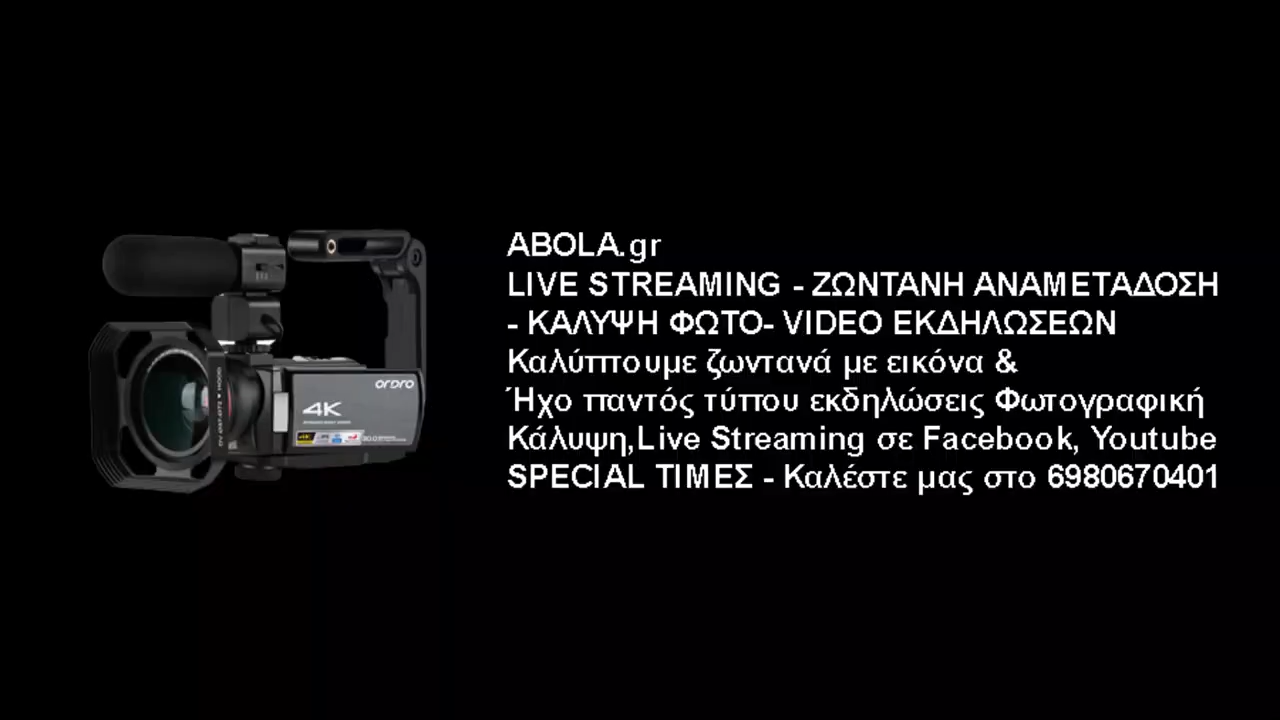 ABOLA.gr
LIVE STREAMING - ΖΩΝΤΑΝΗ ΑΝΑΜΕΤΑΔΟΣΗ
- ΚΑΛΥΨΗ ΦΩΤΟ- VIDEO ΕΚΔΗΛΩΣΕΩΝ
Καλύπτουμε ζωντανά με εικόνα &
Ήχο παντός τύπου εκδηλώσεις Φωτογραφική
Κάλυψη,Live Streaming σε Facebook, Youtube
SPECIAL TIMEΣ - Καλέστε μας στο 6980670401
ordro
4K